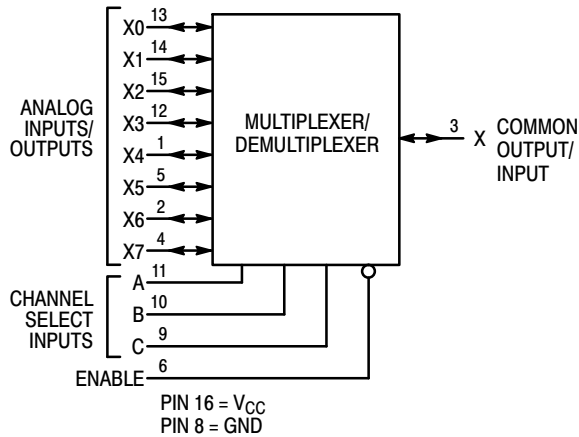 X0 13
X1 14
X2 15
X3 12
X4 1
X5 5
X6 2
X7 4
ANALOG
INPUTS/
OUTPUTS
MULTIPLEXER/
DEMULTIPLEXER
3 X COMMON
OUTPUT/
INPUT
A 11
B 10
C 9
CHANNEL
SELECT
INPUTS
ENABLE 6
PIN 16 = VCC
PIN 8 = GND